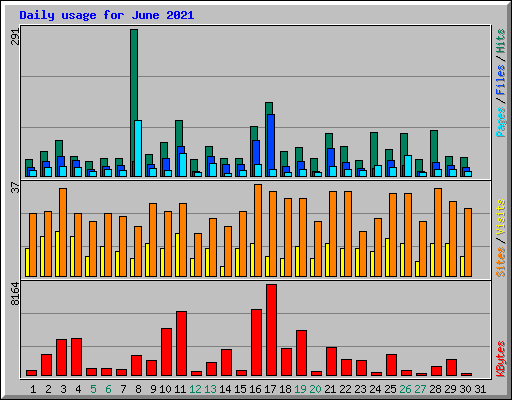 Daily usage for June 2021
291
Pages / Files / Hits
37
Sites / Visits
8164
KBytes
1 2 3 4 5 6 7 8 9 10 11 12 13 14 15 16 17 18 19 20 21 22 23 24 25 26 27 28 29 30 31